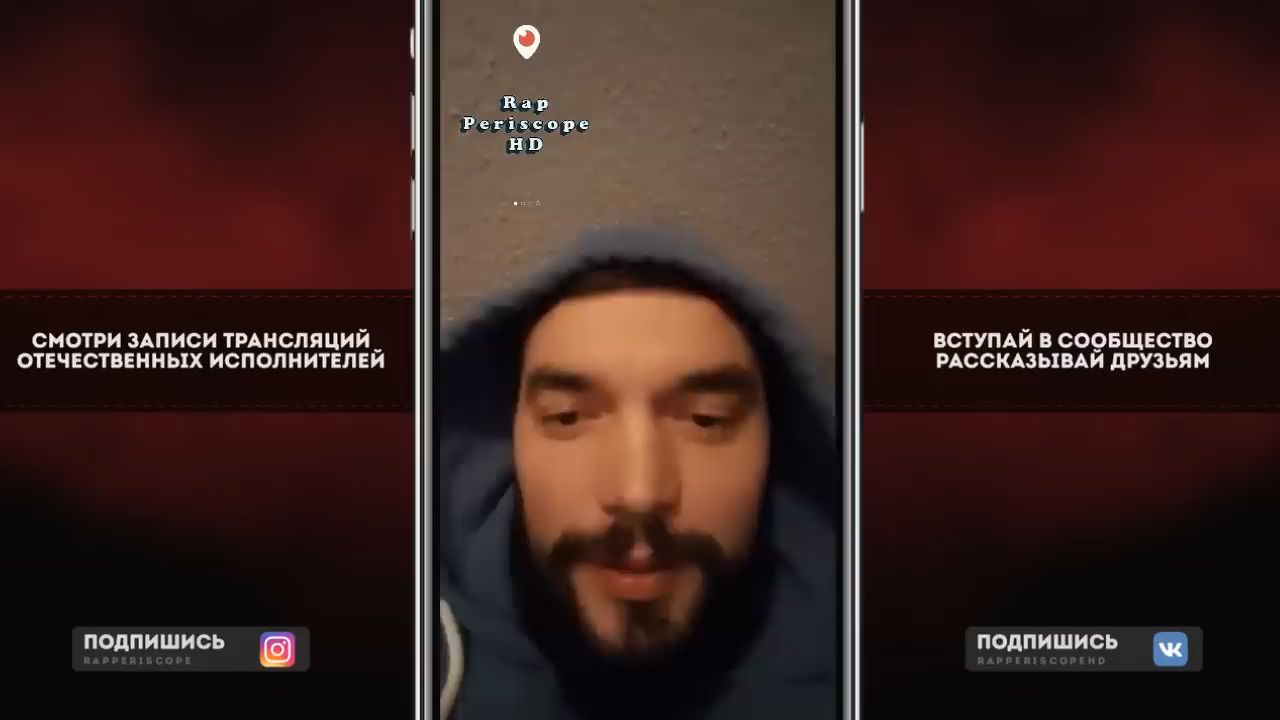 Rap
Periscope
HD
СМОТРИ ЗАПИСИ ТРАНСЛЯЦИЙ
ОТЕЧЕСТВЕННЫХ ИСПОЛНИТЕЛЕЙ
ВСТУПАЙ В СООБЩЕСТВО
РАССКАЗЫВАЙ ДРУЗЬЯМ
ПОДПИШИСЬ
RAPPERISCOPE
ПОДПИШИСЬ
RAPPERISCOPEHD